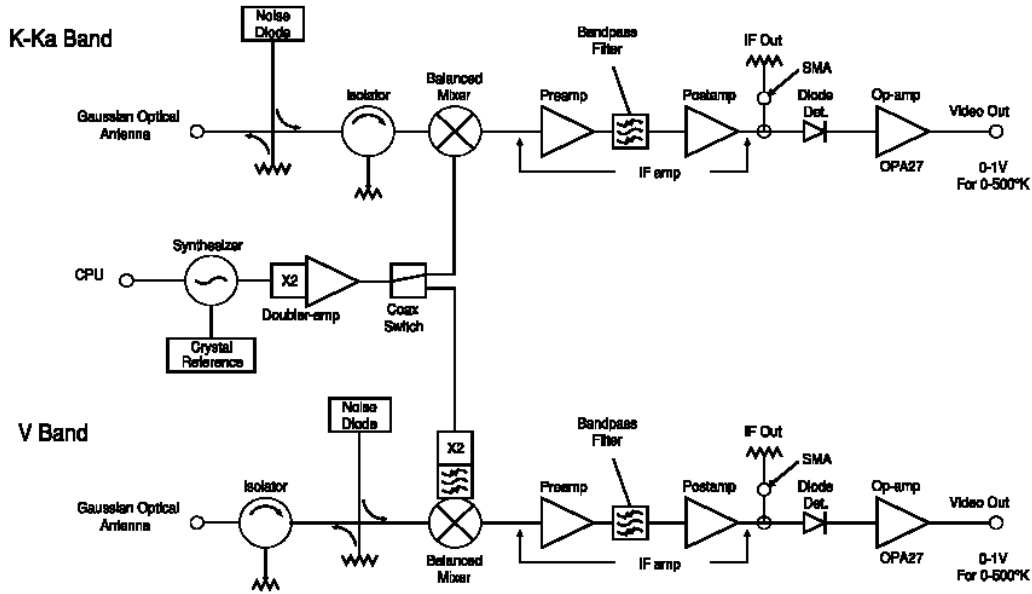 K-Ka Band
Noise
Diode
Gaussian Optical
Antenna
Isolator
Balanced
Mixer
Preamp
Bandpass
Filter
Postamp
IF amp
IF Out
SMA
Diode
Det.
Op-amp
OPA27
Video Out
0-1V
For 0-500°K
CPU
Synthesizer
X2
Doubler-amp
Coax
Switch
Crystal
Reference
V Band
Noise
Diode
Gaussian Optical
Antenna
Isolator
X2
Balanced
Mixer
Preamp
Bandpass
Filter
Postamp
IF amp
IF Out
SMA
Diode
Det.
Op-amp
OPA27
Video Out
0-1V
For 0-500°K